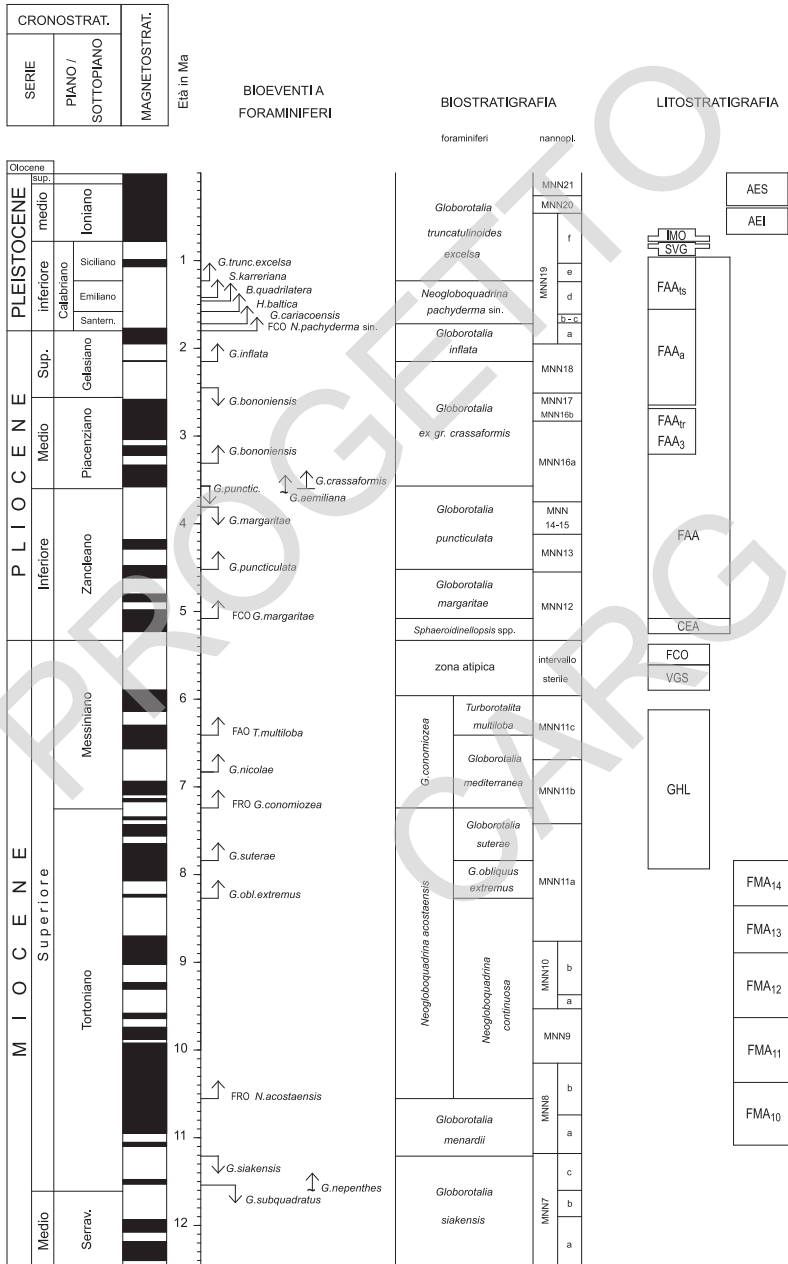 CRONOSTRAT.
SERIE
PIANO /
SOTTOPIANO
MAGNETOSTRAT.
Età in Ma
BIOEVENTI A
FORAMINIFERI
BIOSTRATIGRAFIA
foraminiferi
nannopl.
LITOSTRATIGRAFIA
Olocene
PLEISTOCENE
sup.
medio
inferiore
Ioniano
Calabriano
Siciliano
Emiliano
Santern.
PLIOCENE
Sup.
Medio
Inferiore
Gelasiano
Piacenziano
Zancleano
MIOCENE
Superiore
Medio
Messiniano
Tortoniano
Serrav.
1
2
3
4
5
6
7
8
9
10
11
12
G.trunc.excelsa
S.karreriana
B.quadrilatera
H.baltica
G.cariacoensis
FCO N.pachyderma sin.
G.inflata
G.bononiensis
G.bononiensis
G.punctic.
G.crassaformis
G.aemiliana
G.margaritae
G.puncticulata
FCO G.margaritae
FAO T.multiloba
G.nicolae
FRO G.conomiozea
G.suterae
G.obl.extremus
FRO N.acostaensis
G.siakensis
G.nepenthes
G.subquadratus
Globorotalia
truncatulinoides
excelsa
Neogloboquadrina
pachyderma sin.
Globorotalia
inflata
Globorotalia
ex gr. crassaformis
Globorotalia
puncticulata
Globorotalia
margaritae
Sphaeroidinellopsis spp.
zona atipica
G.conomiozea
Turborotalita
multiloba
Globorotalia
mediterranea
Neogloboquadrina acostaensis
Globorotalia
suterae
G.obliquus
extremus
Neogloboquadrina
continuosa
Globorotalia
menardii
Globorotalia
siakensis
MNN21
MNN20
MNN19
f
e
d
b - c
a
MNN18
MNN17
MNN16b
MNN16a
MNN
14-15
MNN13
MNN12
intervallo
sterile
MNN11c
MNN11b
MNN11a
MNN10
b
a
MNN9
MNN8
b
a
MNN7
c
b
a
AES
AEI
IMO
SVG
FAAts
FAAa
FAAtr
FAA3
FAA
CEA
FCO
VGS
GHL
FMA14
FMA13
FMA12
FMA11
FMA10
PROGETTO
CARG